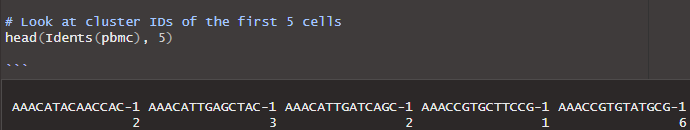 # Look at cluster IDs of the first 5 cells
head(Idents(pbmc), 5)
```
AAACATACAACCAC-1 AAACATTGAGCTAC-1 AAACATTGATCAGC-1 AAACCGTGCTTCCG-1 AAACCGTGTATGCG-1
2 3 2 1 6